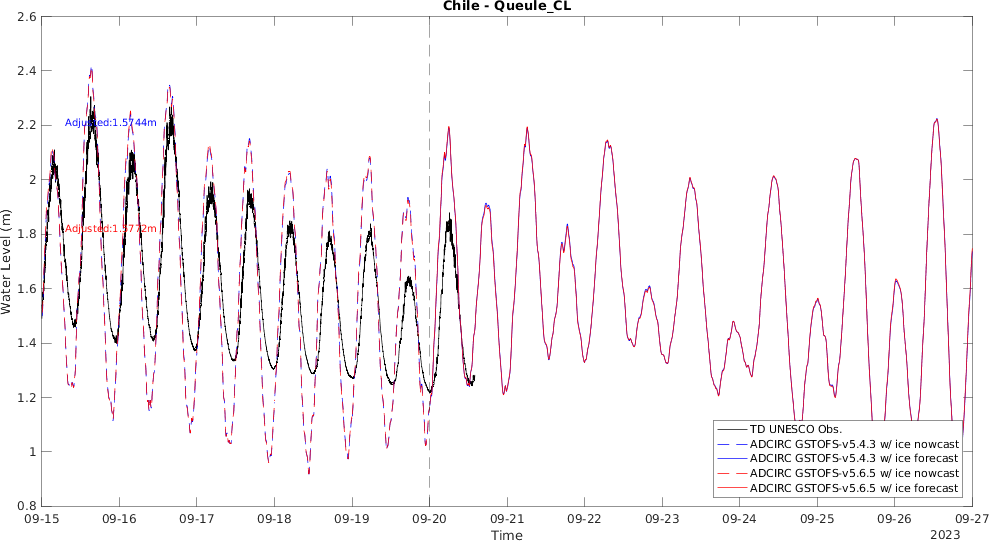 Chile - Queule_CL
2.6
2.4
2.2
2
1.8
1.6
1.4
1.2
1
0.8
Water Level (m)
Adjusted:1.5744m
Adjusted:1.5772m
TD UNESCO Obs.
ADCIRC GSTOFS-v5.4.3 w/ ice nowcast
ADCIRC GSTOFS-v5.4.3 w/ ice forecast
ADCIRC GSTOFS-v5.6.5 w/ ice nowcast
ADCIRC GSTOFS-v5.6.5 w/ ice forecast
09-15 09-16 09-17 09-18 09-19 09-20 09-21 09-22 09-23 09-24 09-25 09-26 09-27
Time
2023